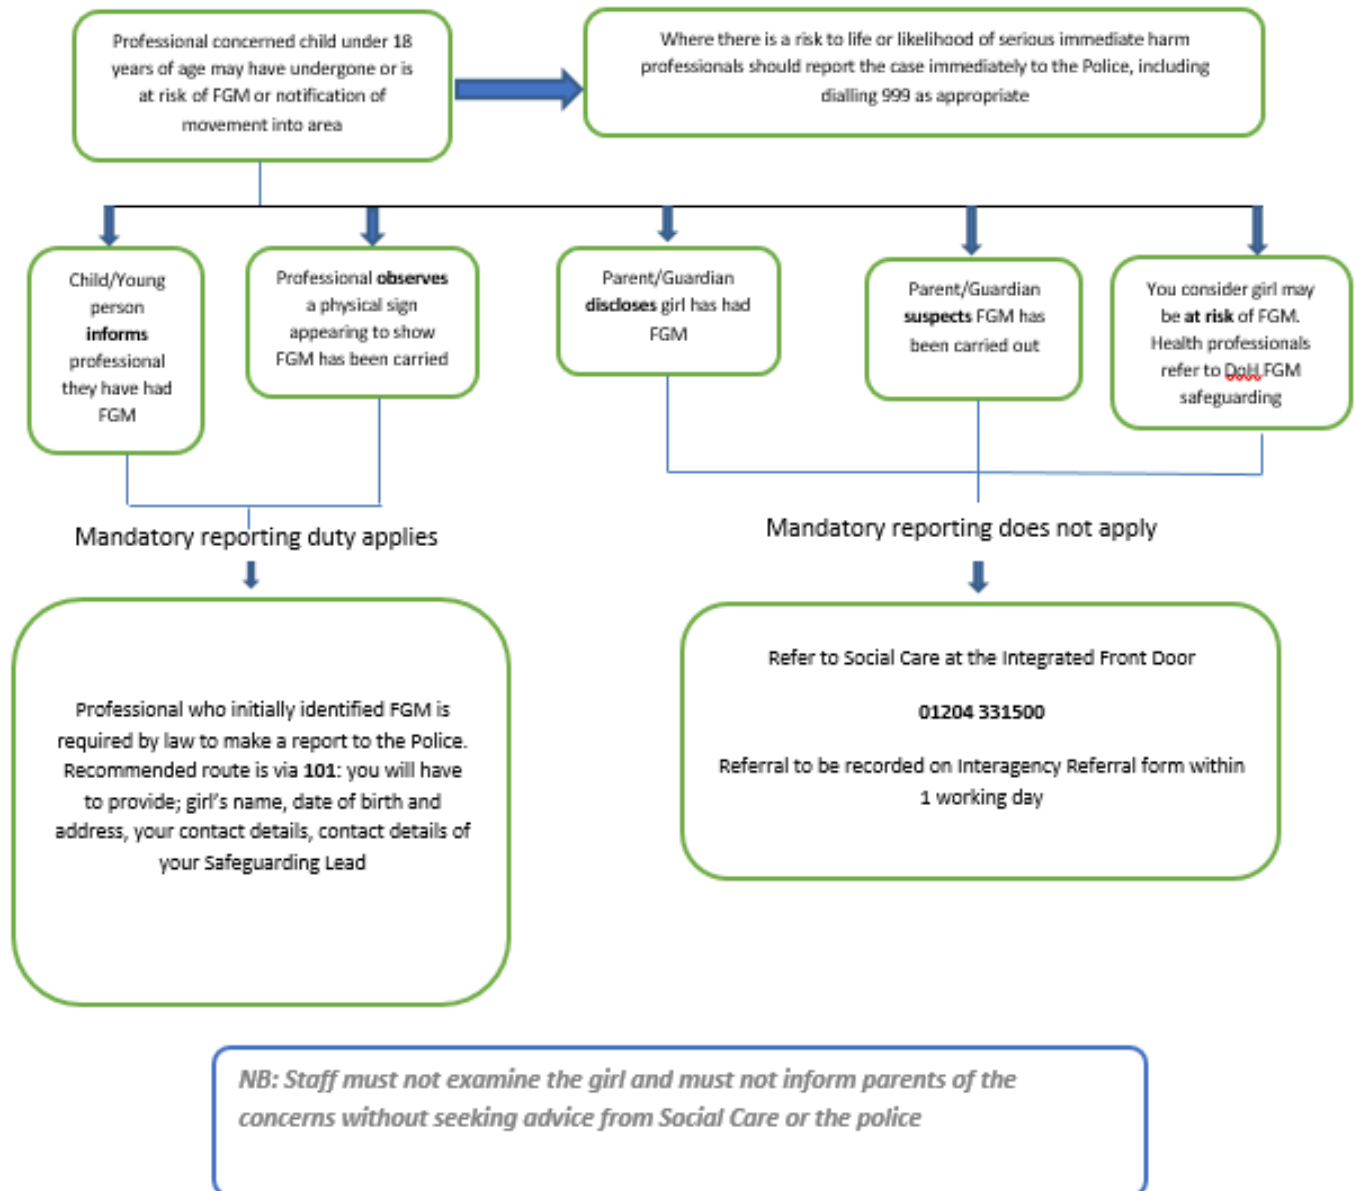 Professional concerned child under 18
years of age may have undergone or is
at risk of FGM or notification of
movement into area
Where there is a risk to life or likelihood of serious immediate harm
professionals should report the case immediately to the Police, including
dialling 999 as appropriate
Child/Young
person
informs
professional
they have had
FGM
Professional observes
a physical sign
appearing to show
FGM has been carried
Parent/Guardian
discloses girl has had
FGM
Parent/Guardian
suspects FGM has
been carried out
You consider girl may
be at risk of FGM.
Health professionals
refer to DoH FGM
safeguarding
Mandatory reporting duty applies
Mandatory reporting does not apply
Professional who initially identified FGM is
required by law to make a report to the Police.
Recommended route is via 101: you will have
to provide; girl's name, date of birth and
address, your contact details, contact details of
your Safeguarding Lead
Refer to Social Care at the Integrated Front Door
01204 331500
Referral to be recorded on Interagency Referral form within
1 working day
NB: Staff must not examine the girl and must not inform parents of the
concerns without seeking advice from Social Care or the police